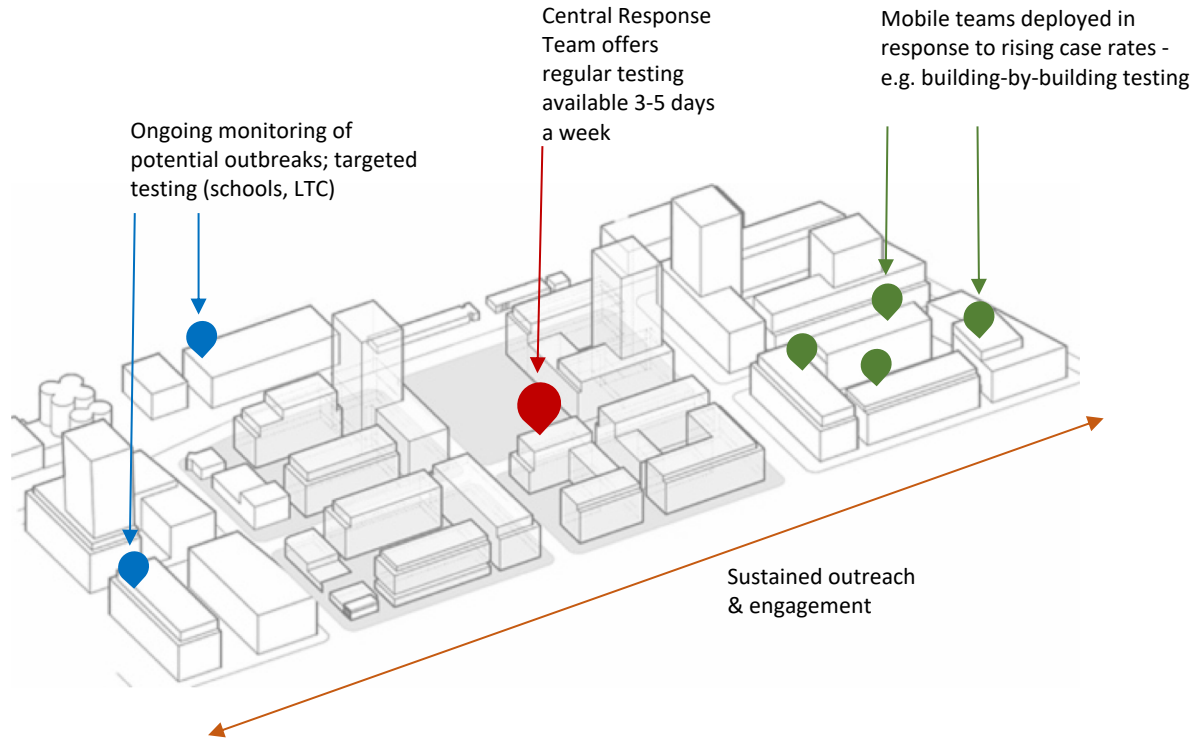 Central Response
Team offers
regular testing
available 3-5 days
a week
Mobile teams deployed in
response to rising case rates -
e.g. building-by-building testing
Ongoing monitoring of
potential outbreaks; targeted
testing (schools, LTC)
Sustained outreach
& engagement